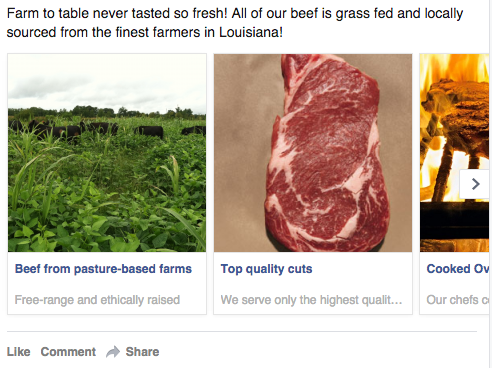 Farm to table never tasted so fresh! All of our beef is grass fed and locally
sourced from the finest farmers in Louisiana!
Beef from pasture-based farms
Free-range and ethically raised
Top quality cuts
We serve only the highest qualit...
Cooked Ov
Our chefs c
Like Comment Share